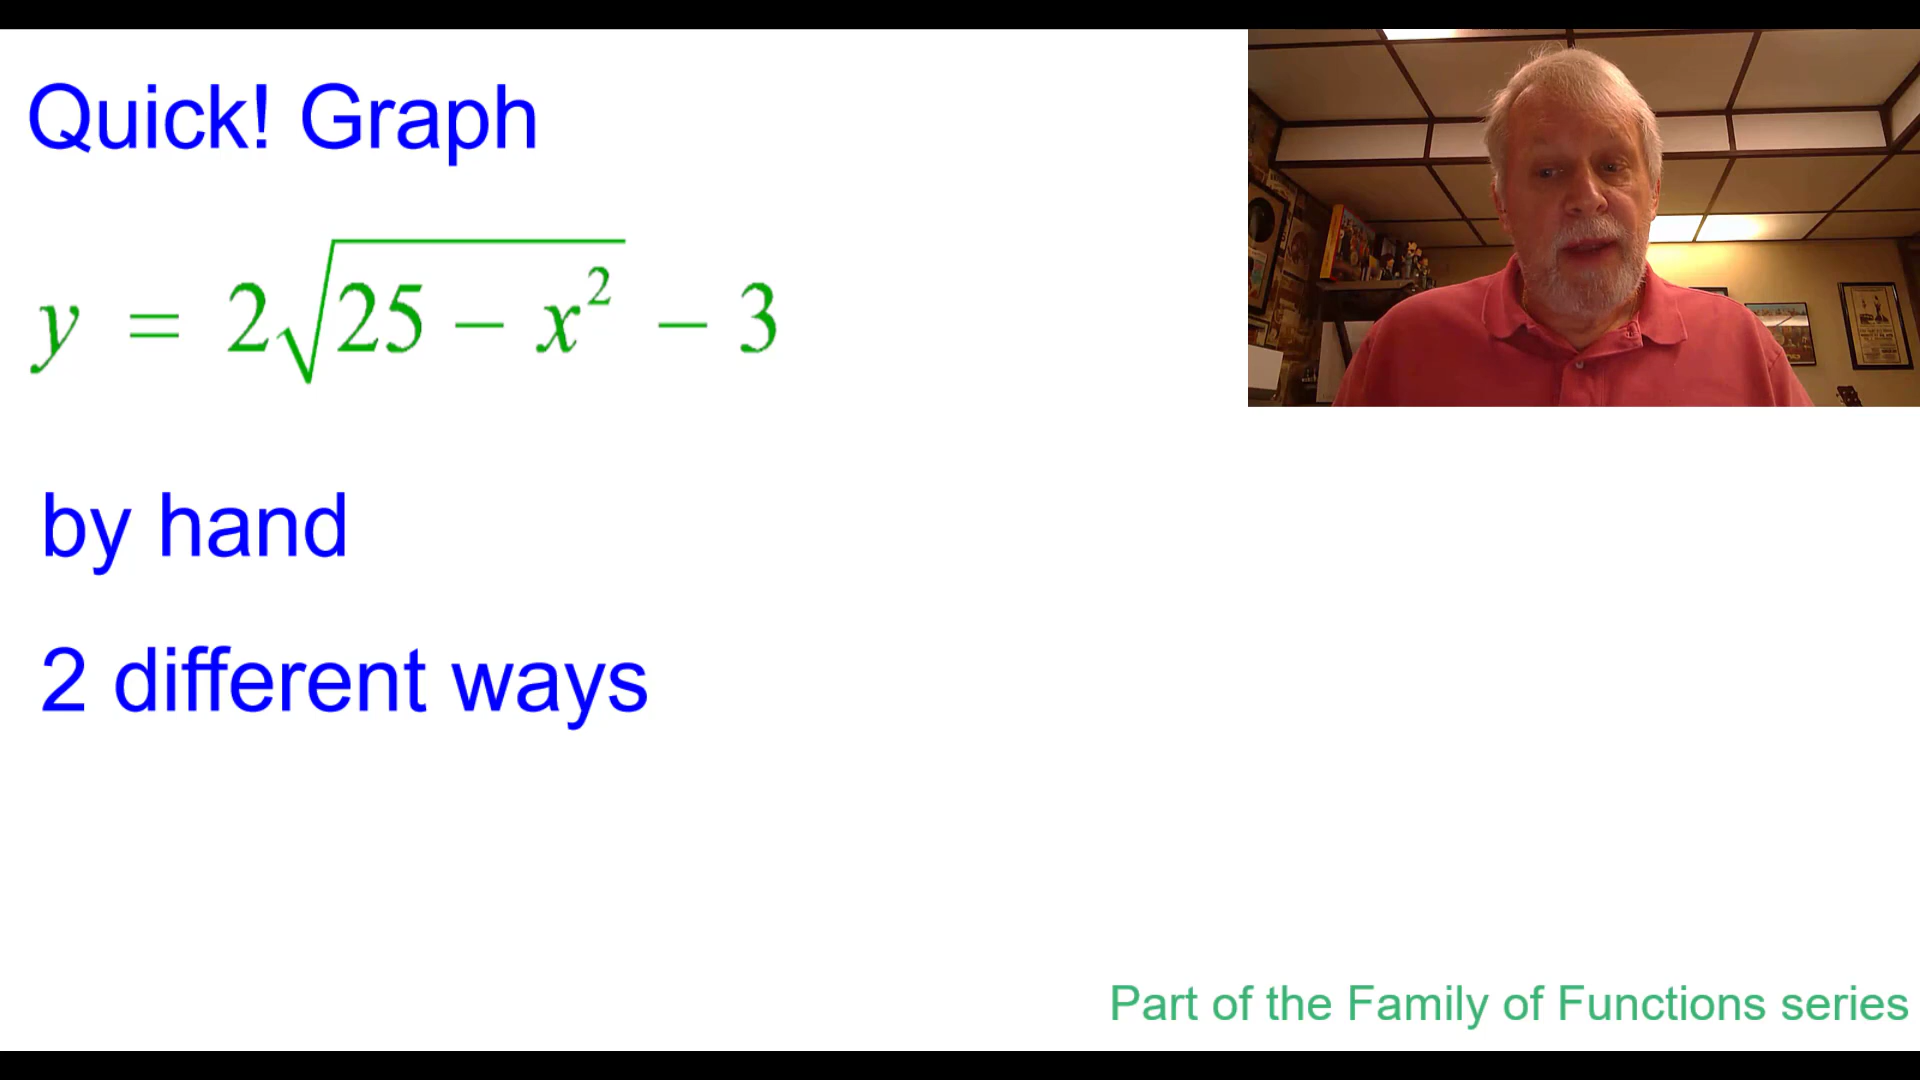 Quick! Graph
y = 2√25 − x² − 3
by hand
2 different ways
Part of the Family of Functions series